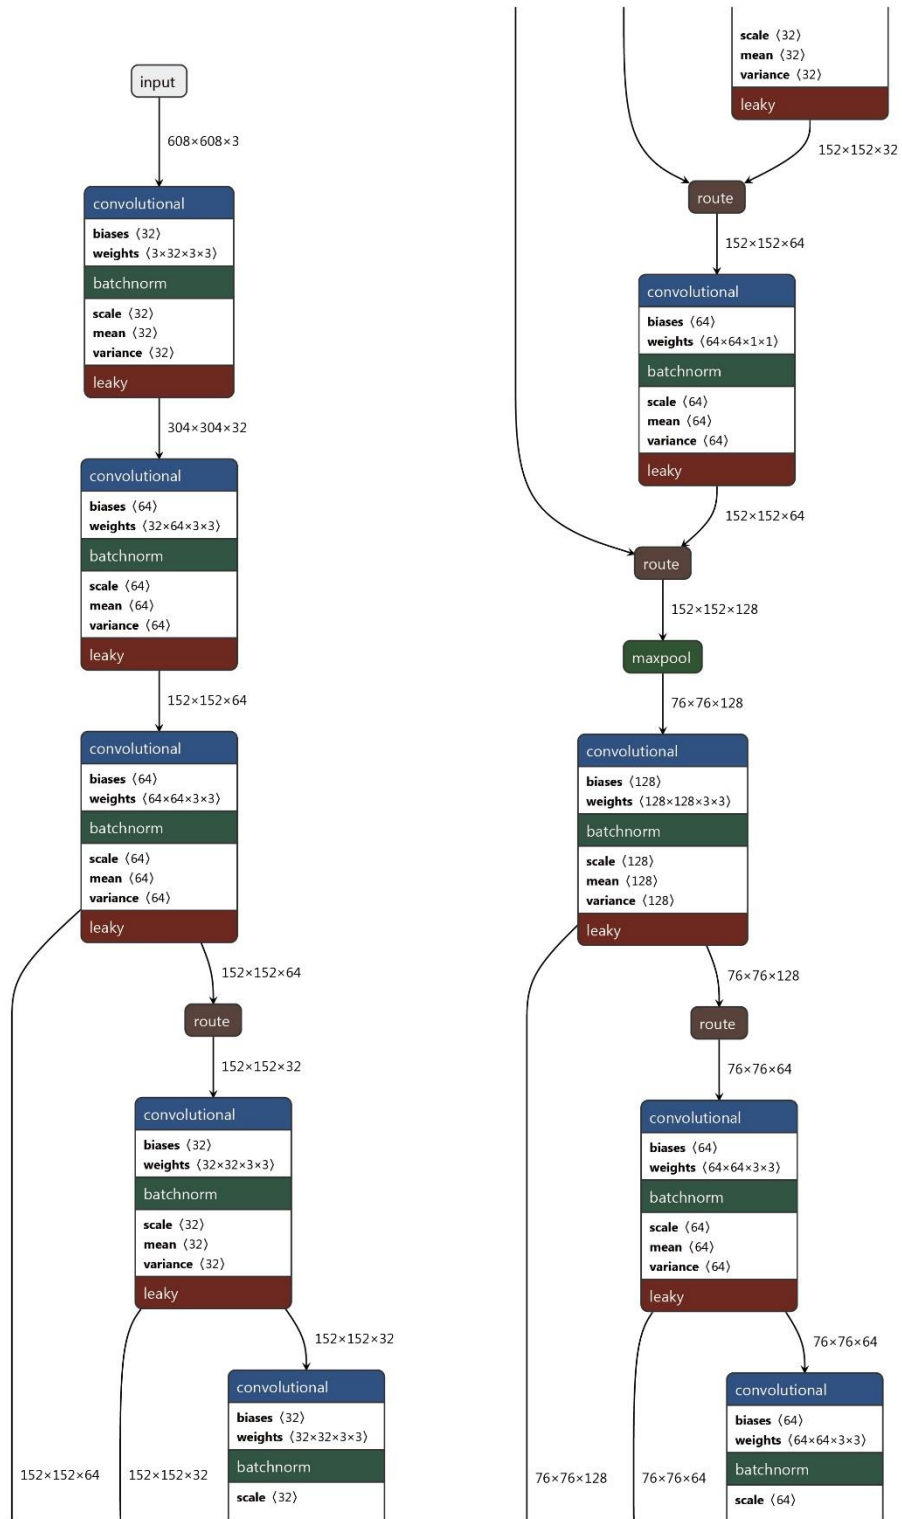 input
608×608×3
convolutional
biases ⟨32⟩
weights ⟨3×32×3×3⟩
batchnorm
scale ⟨32⟩
mean ⟨32⟩
variance ⟨32⟩
leaky
304×304×32
convolutional
biases ⟨64⟩
weights ⟨32×64×3×3⟩
batchnorm
scale ⟨64⟩
mean ⟨64⟩
variance ⟨64⟩
leaky
152×152×64
convolutional
biases ⟨64⟩
weights ⟨64×64×3×3⟩
batchnorm
scale ⟨64⟩
mean ⟨64⟩
variance ⟨64⟩
leaky
152×152×64
route
152×152×32
convolutional
biases ⟨32⟩
weights ⟨32×32×3×3⟩
batchnorm
scale ⟨32⟩
mean ⟨32⟩
variance ⟨32⟩
leaky
152×152×32
convolutional
biases ⟨32⟩
weights ⟨32×32×3×3⟩
batchnorm
scale ⟨32⟩
152×152×64
152×152×32
scale ⟨32⟩
mean ⟨32⟩
variance ⟨32⟩
leaky
152×152×32
route
152×152×64
convolutional
biases ⟨64⟩
weights ⟨64×64×1×1⟩
batchnorm
scale ⟨64⟩
mean ⟨64⟩
variance ⟨64⟩
leaky
152×152×64
route
152×152×128
maxpool
76×76×128
convolutional
biases ⟨128⟩
weights ⟨128×128×3×3⟩
batchnorm
scale ⟨128⟩
mean ⟨128⟩
variance ⟨128⟩
leaky
76×76×128
route
76×76×64
convolutional
biases ⟨64⟩
weights ⟨64×64×3×3⟩
batchnorm
scale ⟨64⟩
mean ⟨64⟩
variance ⟨64⟩
leaky
76×76×64
convolutional
biases ⟨64⟩
weights ⟨64×64×3×3⟩
batchnorm
scale ⟨64⟩
76×76×128
76×76×64